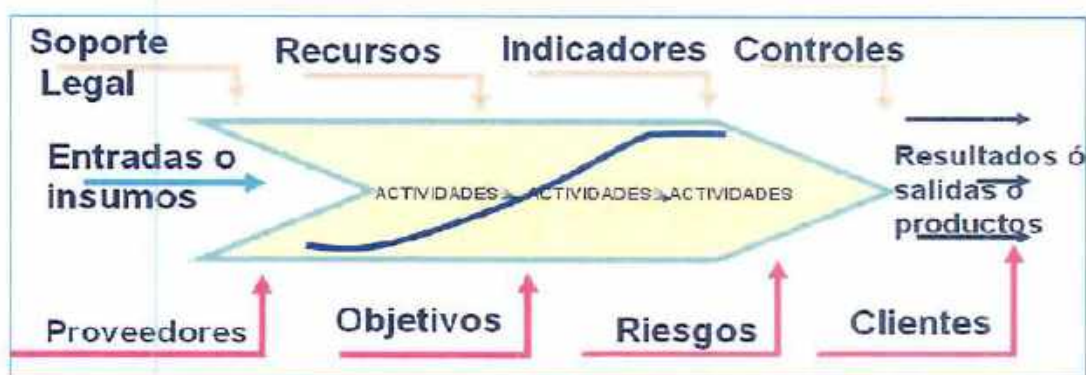 Soporte
Legal
Recursos
Indicadores
Controles
Entradas o
insumos
ACTIVIDADES
ACTIVIDADES
ACTIVIDADES
Resultados ó
salidas o
productos
Proveedores
Objetivos
Riesgos
Clientes